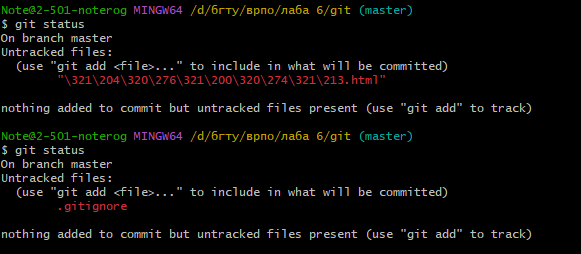 Note@2-501-noterog MINGW64 /d/бгту/врпо/лаба 6/git (master)
$ git status
On branch master
Untracked files:
  (use "git add <file>..." to include in what will be committed)
        "\321\204\320\276\321\200\320\274\321\213.html"
nothing added to commit but untracked files present (use "git add" to track)
Note@2-501-noterog MINGW64 /d/бгту/врпо/лаба 6/git (master)
$ git status
On branch master
Untracked files:
  (use "git add <file>..." to include in what will be committed)
        .gitignore
nothing added to commit but untracked files present (use "git add" to track)